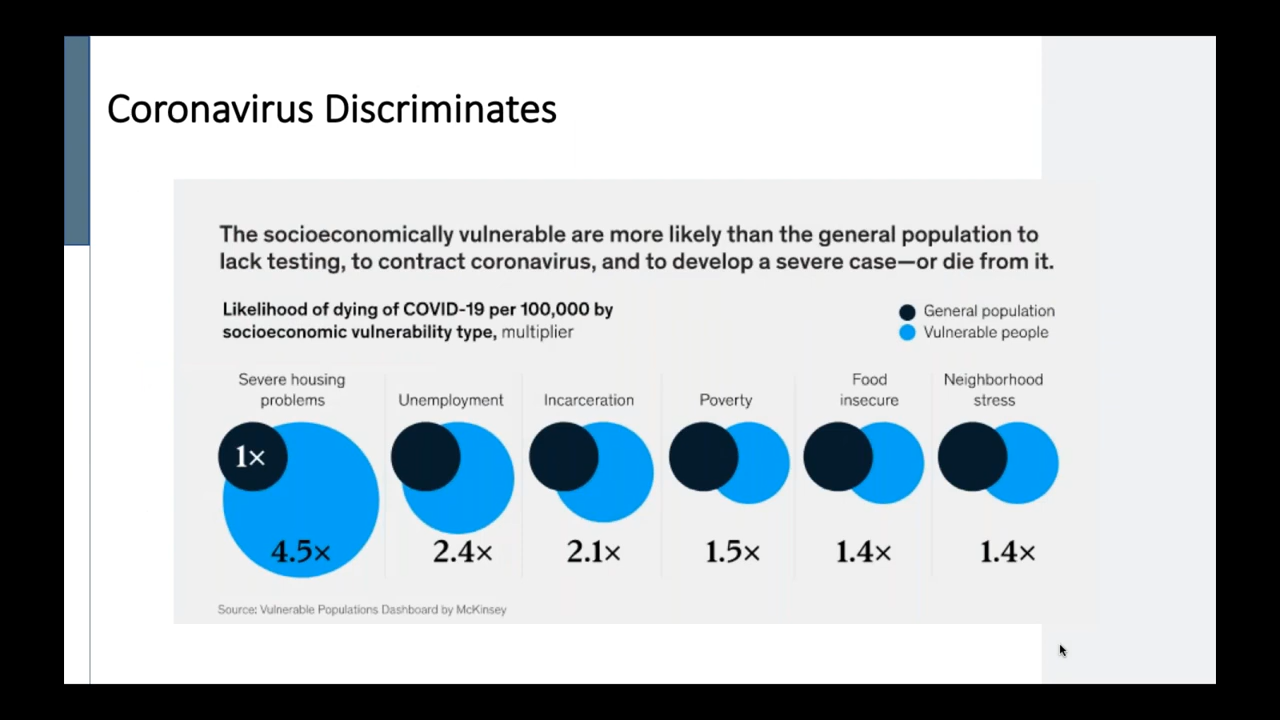 Coronavirus Discriminates
The socioeconomically vulnerable are more likely than the general population to
lack testing, to contract coronavirus, and to develop a severe case—or die from it.
Likelihood of dying of COVID-19 per 100,000 by
socioeconomic vulnerability type, multiplier
General population
Vulnerable people
Severe housing
problems
Unemployment
Incarceration
Poverty
Food
insecure
Neighborhood
stress
1×
4.5×
2.4×
2.1×
1.5×
1.4×
1.4×
Source: Vulnerable Populations Dashboard by McKinsey